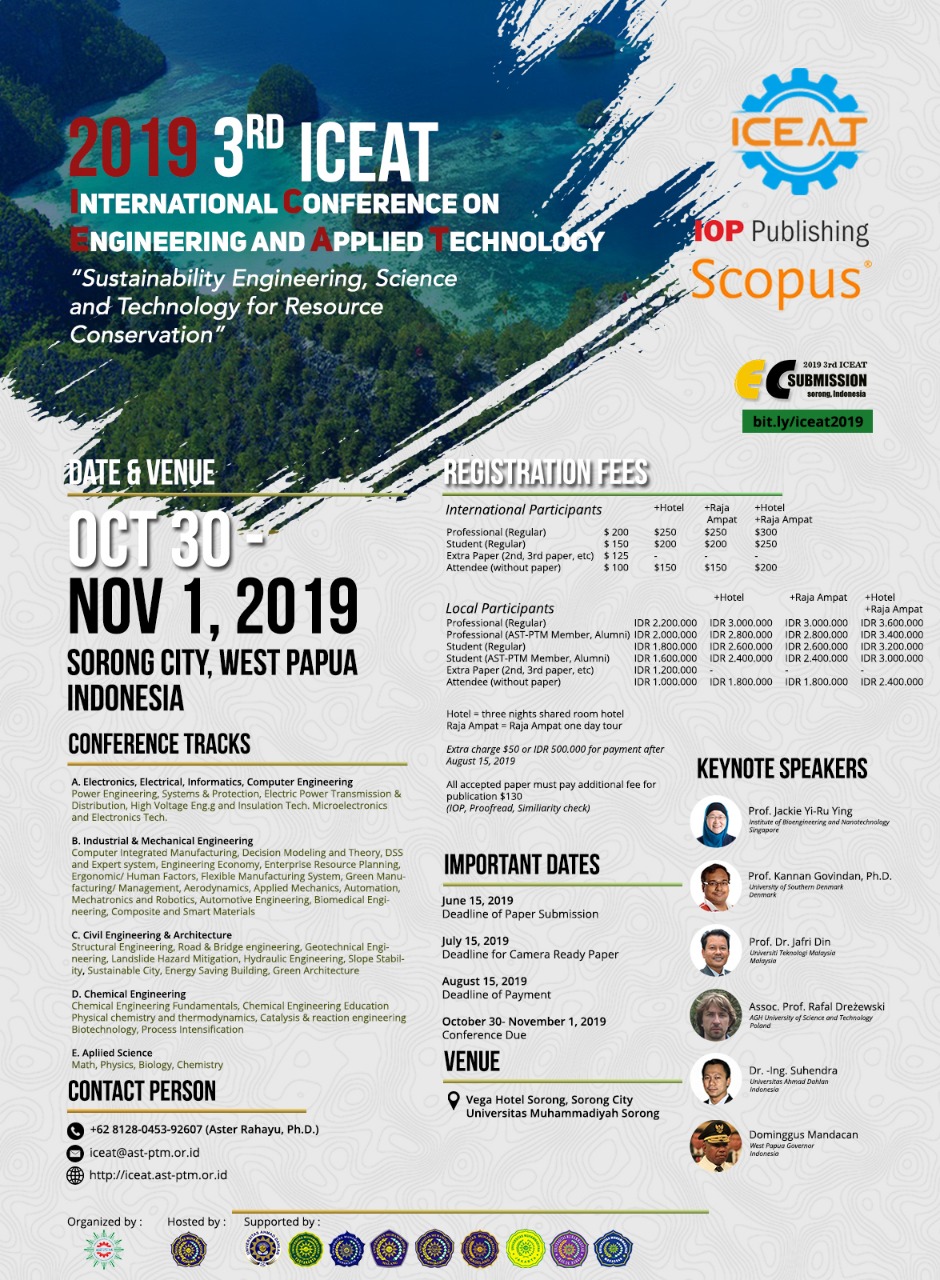 2019 3RD ICEAT
INTERNATIONAL CONFERENCE ON
ENGINEERING AND APPLIED TECHNOLOGY
"Sustainability Engineering, Science
and Technology for Resource
Conservation"
ICEAT
IOP Publishing
Scopus®
2019 3rd ICEAT
EC SUBMISSION
sorong, Indonesia
bit.ly/iceat2019
DATE & VENUE
OCT 30 -
NOV 1, 2019
SORONG CITY, WEST PAPUA
INDONESIA
CONFERENCE TRACKS
A. Electronics, Electrical, Informatics, Computer Engineering
Power Engineering, Systems & Protection, Electric Power Transmission &
Distribution, High Voltage Eng.g and Insulation Tech. Microelectronics
and Electronics Tech.
B. Industrial & Mechanical Engineering
Computer Integrated Manufacturing, Decision Modeling and Theory, DSS
and Expert system, Engineering Economy, Enterprise Resource Planning,
Ergonomic/ Human Factors, Flexible Manufacturing System, Green Manu-
facturing/ Management, Aerodynamics, Applied Mechanics, Automation,
Mechatronics and Robotics, Automotive Engineering, Biomedical Engi-
neering, Composite and Smart Materials
C. Civil Engineering & Architecture
Structural Engineering, Road & Bridge engineering, Geotechnical Engi-
neering, Landslide Hazard Mitigation, Hydraulic Engineering, Slope Stabil-
ity, Sustainable City, Energy Saving Building, Green Architecture
D. Chemical Engineering
Chemical Engineering Fundamentals, Chemical Engineering Education
Physical chemistry and thermodynamics, Catalysis & reaction engineering
Biotechnology, Process Intensification
E. Apliied Science
Math, Physics, Biology, Chemistry
CONTACT PERSON
+62 8128-0453-92607 (Aster Rahayu, Ph.D.)
iceat@ast-ptm.or.id
http://iceat.ast-ptm.or.id
REGISTRATION FEES
International Participants +Hotel +Raja Ampat +Hotel +Raja Ampat
Professional (Regular) $ 200 $250 $250 $300
Student (Regular) $ 150 $200 $200 $250
Extra Paper (2nd, 3rd paper, etc) $ 125 - - -
Attendee (without paper) $ 100 $150 $150 $200
Local Participants +Hotel +Raja Ampat +Hotel +Raja Ampat
Professional (Regular) IDR 2.200.000 IDR 3.000.000 IDR 3.000.000 IDR 3.600.000
Professional (AST-PTM Member, Alumni) IDR 2.000.000 IDR 2.800.000 IDR 2.800.000 IDR 3.400.000
Student (Regular) IDR 1.800.000 IDR 2.600.000 IDR 2.600.000 IDR 3.200.000
Student (AST-PTM Member, Alumni) IDR 1.600.000 IDR 2.400.000 IDR 2.400.000 IDR 3.000.000
Extra Paper (2nd, 3rd paper, etc) IDR 1.200.000 - - -
Attendee (without paper) IDR 1.000.000 IDR 1.800.000 IDR 1.800.000 IDR 2.400.000
Hotel = three nights shared room hotel
Raja Ampat = Raja Ampat one day tour
Extra charge $50 or IDR 500.000 for payment after
August 15, 2019
All accepted paper must pay additional fee for
publication $130
(IOP, Proofread, Similiarity check)
IMPORTANT DATES
June 15, 2019
Deadline of Paper Submission
July 15, 2019
Deadline for Camera Ready Paper
August 15, 2019
Deadline of Payment
October 30- November 1, 2019
Conference Due
VENUE
Vega Hotel Sorong, Sorong City
Universitas Muhammadiyah Sorong
KEYNOTE SPEAKERS
Prof. Jackie Yi-Ru Ying
Institute of Bioengineering and Nanotechnology
Singapore
Prof. Kannan Govindan, Ph.D.
University of Southern Denmark
Denmark
Prof. Dr. Jafri Din
Universiti Teknologi Malaysia
Malaysia
Assoc. Prof. Rafal Dreżewski
AGH University of Science and Technology
Poland
Dr. -Ing. Suhendra
Universitas Ahmad Dahlan
Indonesia
Dominggus Mandacan
West Papua Governor
Indonesia
Organized by :
Hosted by :
Supported by :